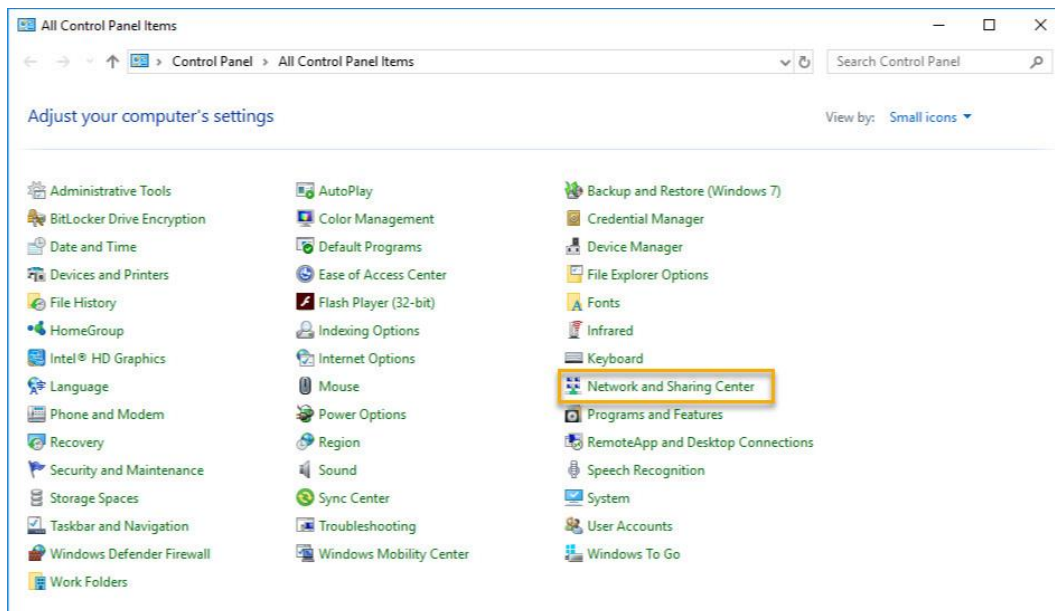 All Control Panel Items
Control Panel > All Control Panel Items
Search Control Panel
Adjust your computer's settings
View by: Small icons
Administrative Tools
AutoPlay
Backup and Restore (Windows 7)
BitLocker Drive Encryption
Color Management
Credential Manager
Date and Time
Default Programs
Device Manager
Devices and Printers
Ease of Access Center
File Explorer Options
File History
Flash Player (32-bit)
Fonts
HomeGroup
Indexing Options
Infrared
Intel® HD Graphics
Internet Options
Keyboard
Language
Mouse
Network and Sharing Center
Phone and Modem
Power Options
Programs and Features
Recovery
Region
RemoteApp and Desktop Connections
Security and Maintenance
Sound
Speech Recognition
Storage Spaces
Sync Center
System
Taskbar and Navigation
Troubleshooting
User Accounts
Windows Defender Firewall
Windows Mobility Center
Windows To Go
Work Folders